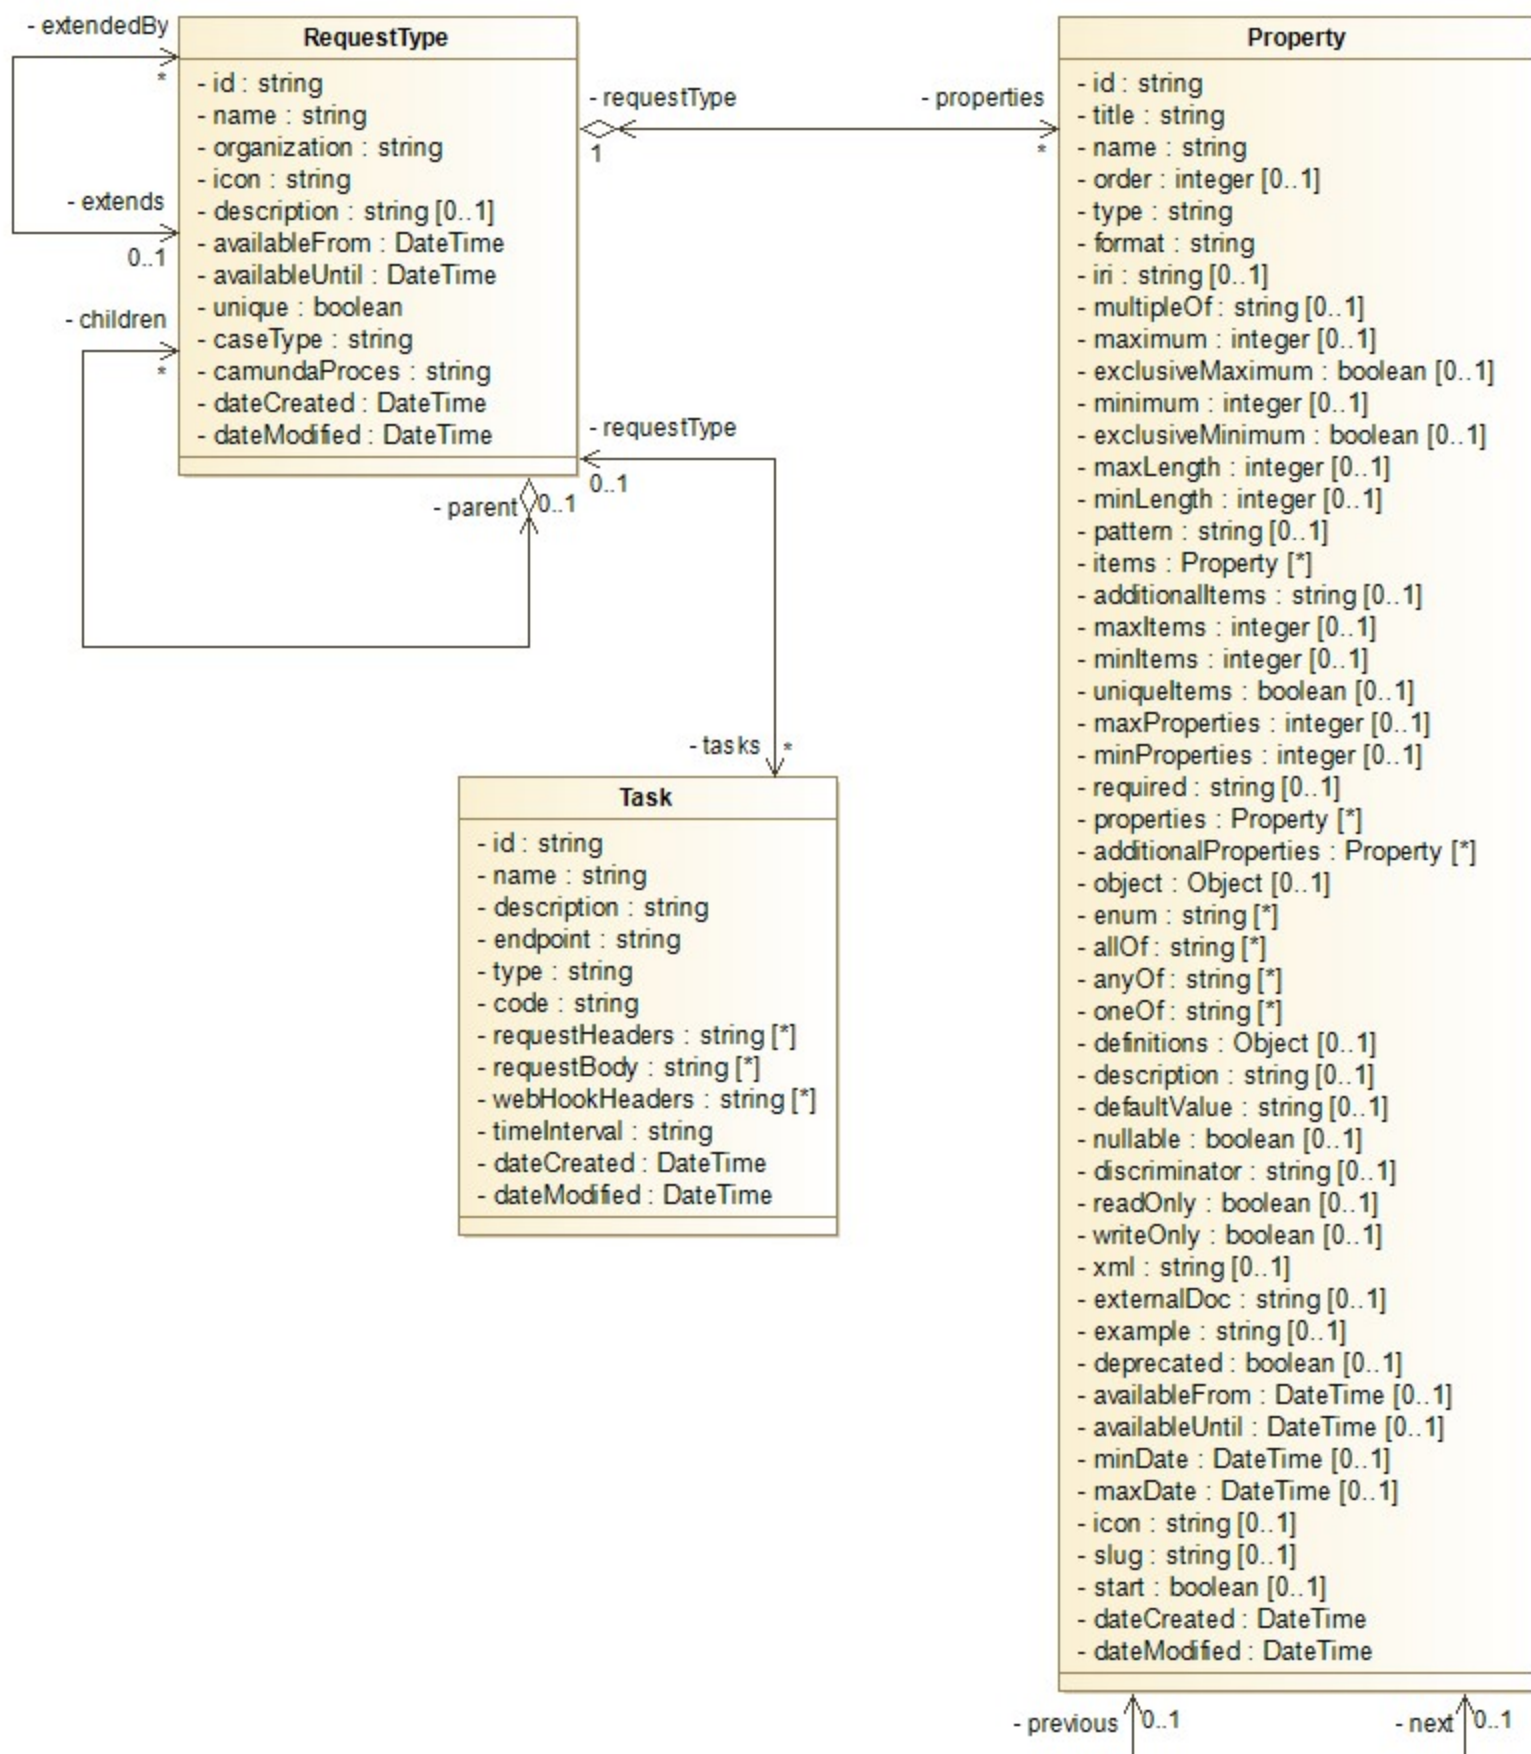 - extendedBy
*
- extends
0..1
- children
*
RequestType
- id : string
- name : string
- organization : string
- icon : string
- description : string [0..1]
- availableFrom : DateTime
- availableUntil : DateTime
- unique : boolean
- caseType : string
- camundaProces : string
- dateCreated : DateTime
- dateModified : DateTime
- requestType
1
- properties
*
- requestType
0..1
- parent
0..1
- tasks
*
Task
- id : string
- name : string
- description : string
- endpoint : string
- type : string
- code : string
- requestHeaders : string [*]
- requestBody : string [*]
- webHookHeaders : string [*]
- timeInterval : string
- dateCreated : DateTime
- dateModified : DateTime
Property
- id : string
- title : string
- name : string
- order : integer [0..1]
- type : string
- format : string
- iri : string [0..1]
- multipleOf : string [0..1]
- maximum : integer [0..1]
- exclusiveMaximum : boolean [0..1]
- minimum : integer [0..1]
- exclusiveMinimum : boolean [0..1]
- maxLength : integer [0..1]
- minLength : integer [0..1]
- pattern : string [0..1]
- items : Property [*]
- additionalItems : string [0..1]
- maxItems : integer [0..1]
- minItems : integer [0..1]
- uniqueItems : boolean [0..1]
- maxProperties : integer [0..1]
- minProperties : integer [0..1]
- required : string [0..1]
- properties : Property [*]
- additionalProperties : Property [*]
- object : Object [0..1]
- enum : string [*]
- allOf : string [*]
- anyOf : string [*]
- oneOf : string [*]
- definitions : Object [0..1]
- description : string [0..1]
- defaultValue : string [0..1]
- nullable : boolean [0..1]
- discriminator : string [0..1]
- readOnly : boolean [0..1]
- writeOnly : boolean [0..1]
- xml : string [0..1]
- externalDoc : string [0..1]
- example : string [0..1]
- deprecated : boolean [0..1]
- availableFrom : DateTime [0..1]
- availableUntil : DateTime [0..1]
- minDate : DateTime [0..1]
- maxDate : DateTime [0..1]
- icon : string [0..1]
- slug : string [0..1]
- start : boolean [0..1]
- dateCreated : DateTime
- dateModified : DateTime
- previous
0..1
- next
0..1